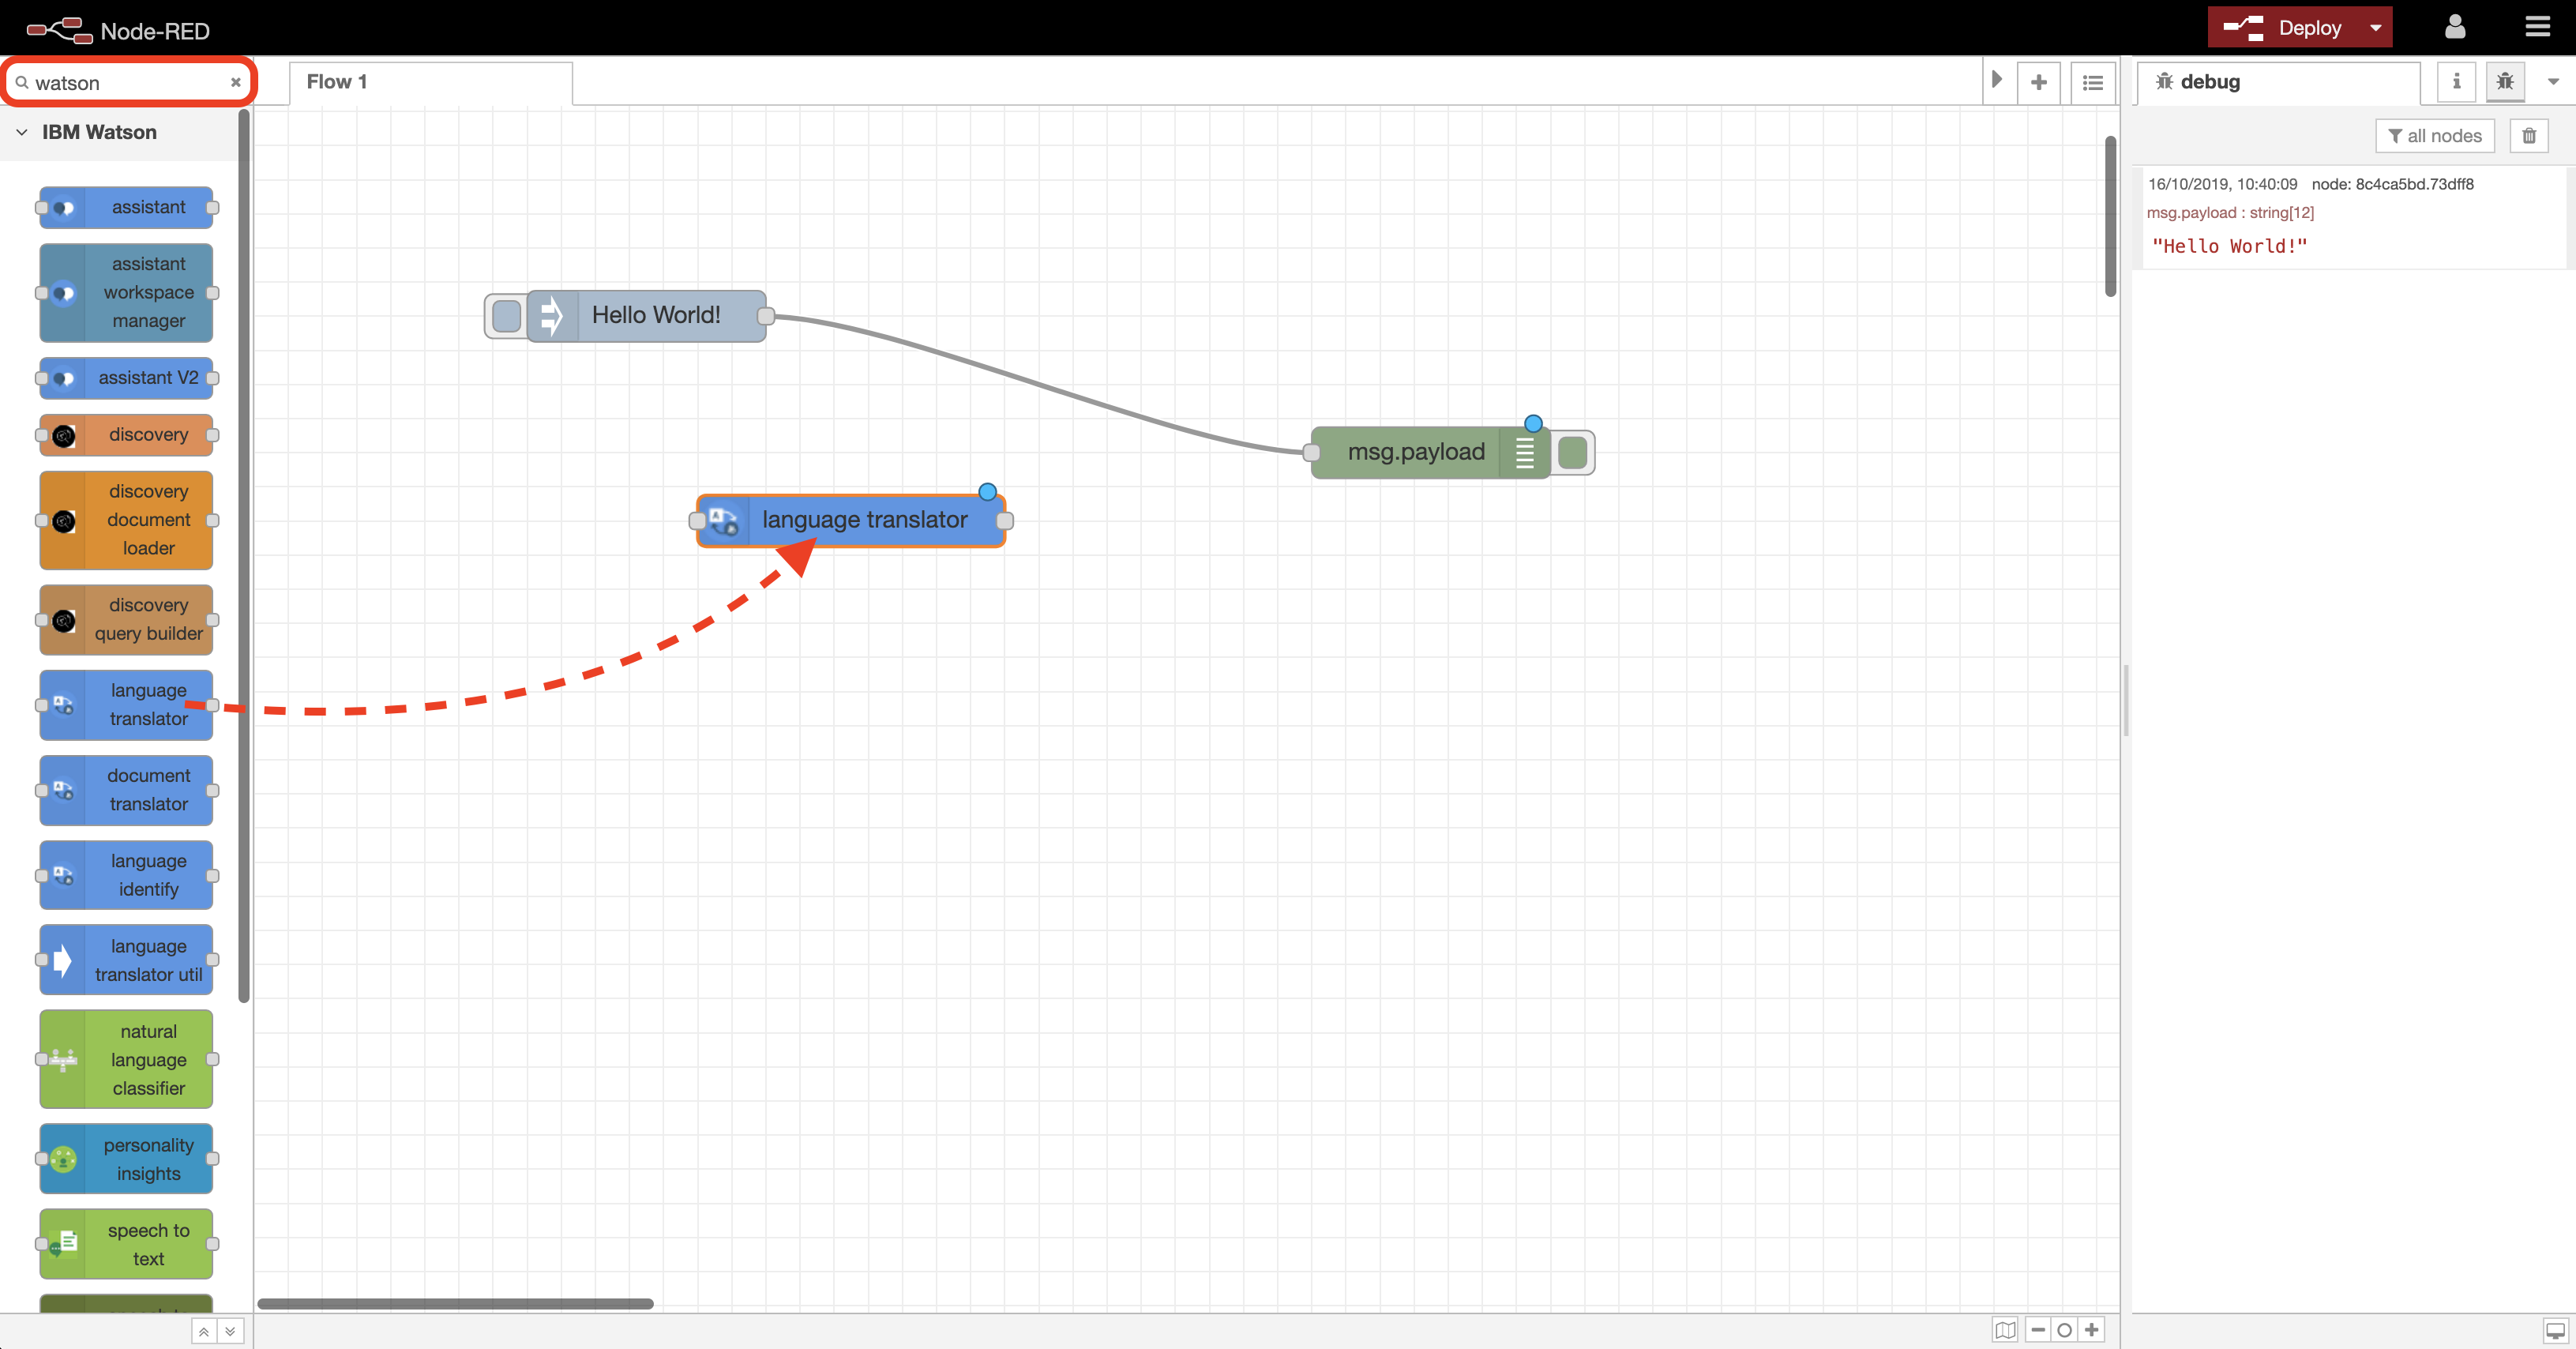 Node-RED
Deploy
watson
Flow 1
debug
IBM Watson
all nodes
assistant
assistant
workspace
manager
assistant V2
discovery
discovery
document
loader
discovery
query builder
language
translator
document
translator
language
identify
language
translator util
natural
language
classifier
personality
insights
speech to
text
Hello World!
msg.payload
language translator
16/10/2019, 10:40:09 node: 8c4ca5bd.73dff8
msg.payload : string[12]
"Hello World!"